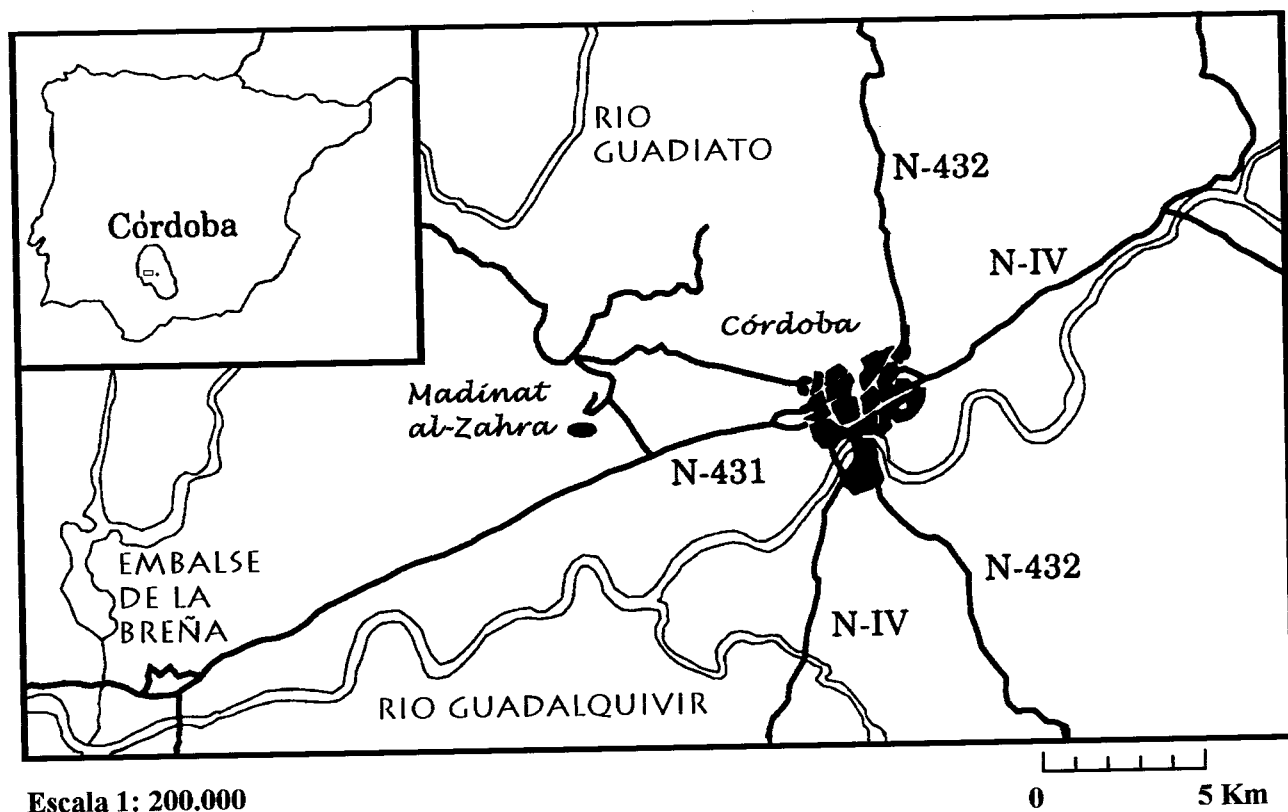 Córdoba
RIO
GUADIATO
N-432
N-IV
Córdoba
Madinat
al-Zahra
N-431
EMBALSE
DE LA
BREÑA
N-432
N-IV
RIO GUADALQUIVIR
Escala 1: 200.000
0 5 Km